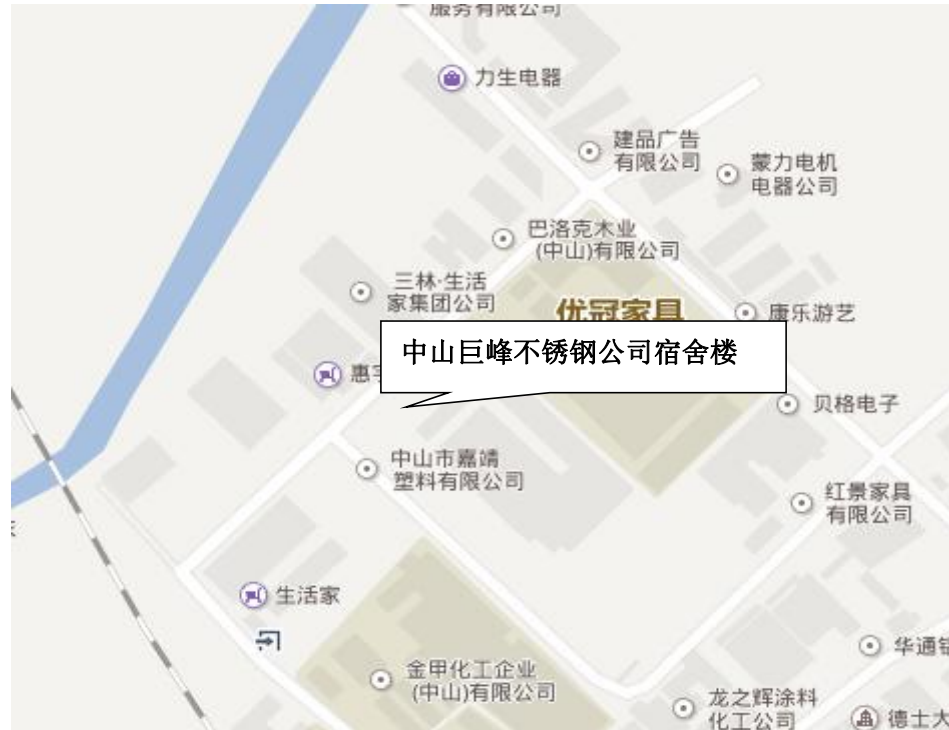 服务有限公司
力生电器
建品广告
有限公司
蒙力电机
电器公司
巴洛克木业
(中山)有限公司
三林·生活
家集团公司
优冠家具
康乐游艺
中山巨峰不锈钢公司宿舍楼
惠
贝格电子
中山市嘉靖
塑料有限公司
红景家具
有限公司
生活家
华通
金甲化工企业
(中山)有限公司
龙之辉涂料
化工公司
德士大